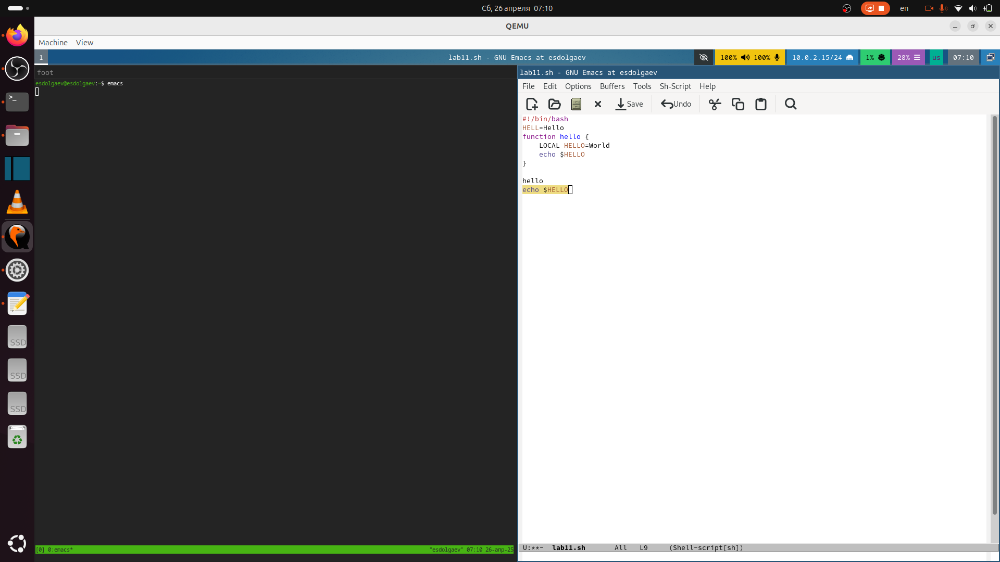 Сб, 26 апреля 07:10
en
QEMU
Machine View
1
lab11.sh - GNU Emacs at esdolgaev
100% 100%
10.0.2.15/24
1%
28%
us
07:10
foot
esdolgaev@esdolgaev:~$ emacs
lab11.sh - GNU Emacs at esdolgaev
File Edit Options Buffers Tools Sh-Script Help
Save Undo
#!/bin/bash
HELL=Hello
function hello {
    LOCAL HELLO=World
    echo $HELLO
}
hello
echo $HELLO
SSD
SSD
SSD
[0] 0:emacs* "esdolgaev" 07:10 26-апр-25
U:**- lab11.sh All L9 (Shell-script[sh])